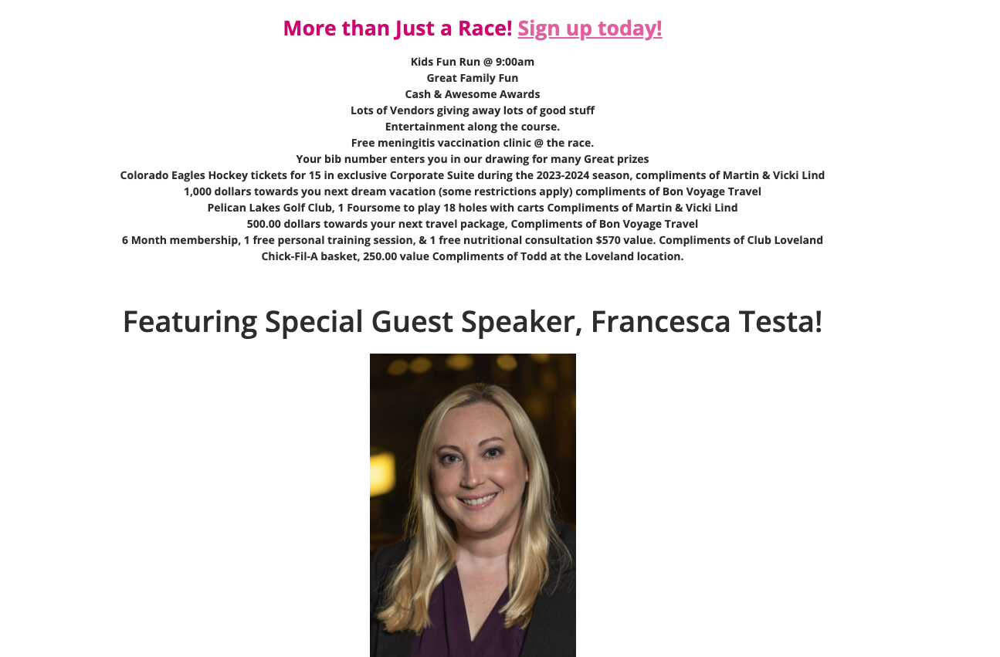 More than Just a Race! Sign up today!
Kids Fun Run @ 9:00am
Great Family Fun
Cash & Awesome Awards
Lots of Vendors giving away lots of good stuff
Entertainment along the course.
Free meningitis vaccination clinic @ the race.
Your bib number enters you in our drawing for many Great prizes
Colorado Eagles Hockey tickets for 15 in exclusive Corporate Suite during the 2023-2024 season, compliments of Martin & Vicki Lind
1,000 dollars towards you next dream vacation (some restrictions apply) compliments of Bon Voyage Travel
Pelican Lakes Golf Club, 1 Foursome to play 18 holes with carts Compliments of Martin & Vicki Lind
500.00 dollars towards your next travel package, Compliments of Bon Voyage Travel
6 Month membership, 1 free personal training session, & 1 free nutritional consultation $570 value. Compliments of Club Loveland
Chick-Fil-A basket, 250.00 value Compliments of Todd at the Loveland location.
Featuring Special Guest Speaker, Francesca Testa!